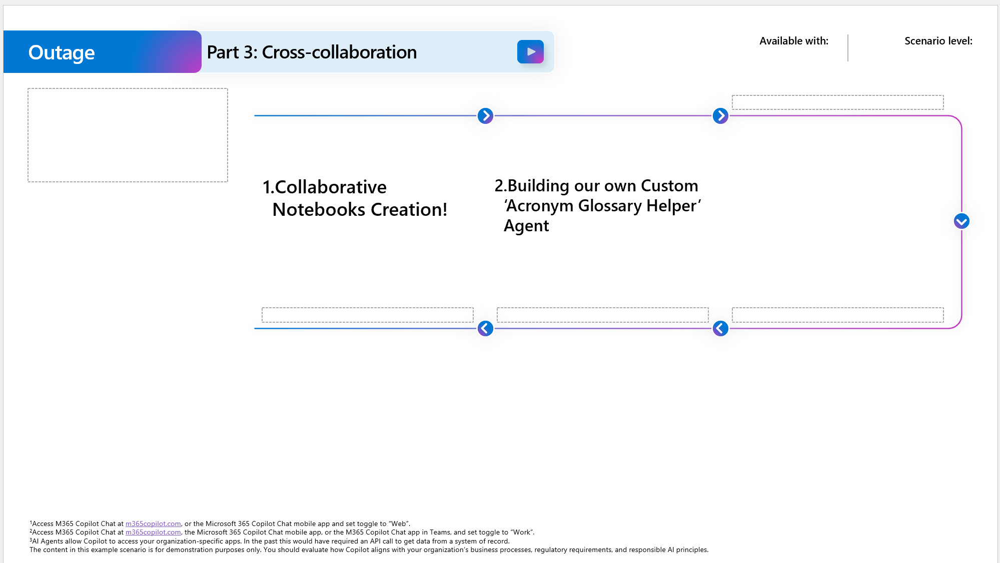 Outage
Part 3: Cross-collaboration
Available with:
Scenario level:
1.Collaborative
Notebooks Creation!
2.Building our own Custom
‘Acronym Glossary Helper’
Agent
¹Access M365 Copilot Chat at m365copilot.com, or the Microsoft 365 Copilot Chat mobile app and set toggle to “Web”.
²Access M365 Copilot Chat at m365copilot.com, the Microsoft 365 Copilot Chat mobile app, or the M365 Copilot Chat app in Teams, and set toggle to “Work”.
³AI Agents allow Copilot to access your organization-specific apps. In the past this would have required an API call to get data from a system of record.
The content in this example scenario is for demonstration purposes only. You should evaluate how Copilot aligns with your organization’s business processes, regulatory requirements, and responsible AI principles.